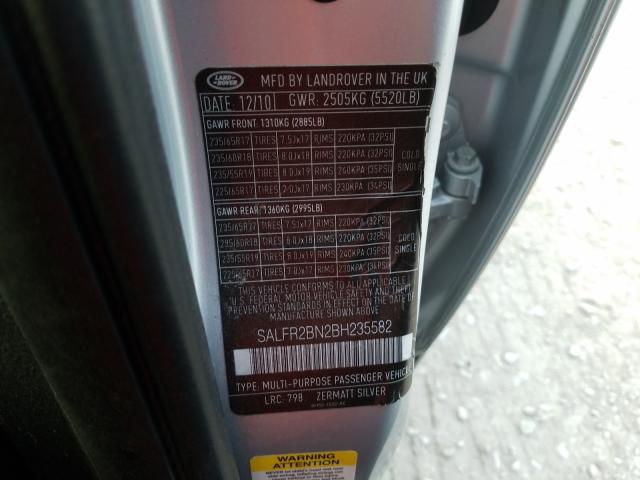 LAND ROVER
MFD BY LANDROVER IN THE UK
DATE: 12/10 GWR: 2505KG (5520LB)
GAWR FRONT 1310KG (2885LB)
235/65R17 TIRES 7.5Jx17 RIMS 220KPA (32PSI)
235/60R18 TIRES 8.0Jx18 RIMS 220KPA (32PSI)
235/55R19 TIRES 8.0Jx19 RIMS 240KPA (35PSI)
225/65R17 TIRES 7.0Jx17 RIMS 230KPA (34PSI)
COLD SINGLE
GAWR REAR 1360KG (2995LB)
235/65R17 TIRES 7.5Jx17 RIMS 220KPA (32PSI)
235/60R18 TIRES 8.0Jx18 RIMS 220KPA (32PSI)
235/55R19 TIRES 8.0Jx19 RIMS 240KPA (35PSI)
225/65R17 TIRES 7.0Jx17 RIMS 230KPA (34PSI)
COLD SINGLE
THIS VEHICLE CONFORMS TO ALL APPLICABLE
U.S. FEDERAL MOTOR VEHICLE SAFETY AND THEFT
PREVENTION STANDARDS IN EFFECT ON THE DATE OF
MANUFACTURE SHOWN ABOVE
SALFR2BN2BH235582
TYPE: MULTI-PURPOSE PASSENGER VEHICLE
LRC: 798 ZERMATT SILVER
WARNING
ATTENTION